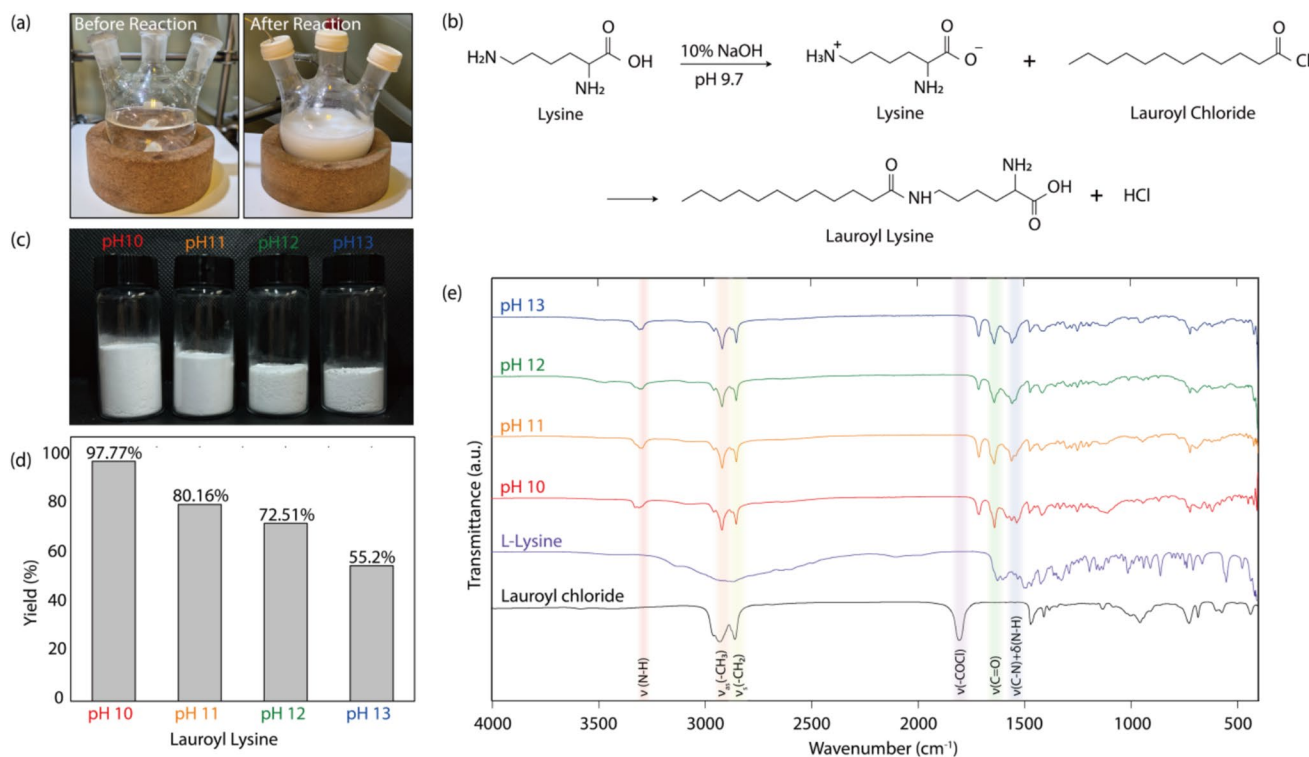 (a)
Before Reaction
After Reaction
(b)
H₂N
O
OH
NH₂
Lysine
10% NaOH
pH 9.7
H₃N⁺
O
O⁻
NH₂
Lysine
+
O
Cl
Lauroyl Chloride
O
NH
NH₂
OH
O
Lauroyl Lysine
+
HCl
(c)
pH10
pH11
pH12
pH13
(d)
Yield (%)
100
80
60
40
20
0
97.77%
80.16%
72.51%
55.2%
pH 10
pH 11
pH 12
pH 13
Lauroyl Lysine
(e)
Transmittance (a.u.)
pH 13
pH 12
pH 11
pH 10
L-Lysine
Lauroyl chloride
ν (N-H)
νas(-CH₃)
νs(-CH₂)
ν(-COCl)
ν(C=O)
ν(C-N)+δ(N-H)
4000
3500
3000
2500
2000
1500
1000
500
Wavenumber (cm⁻¹)